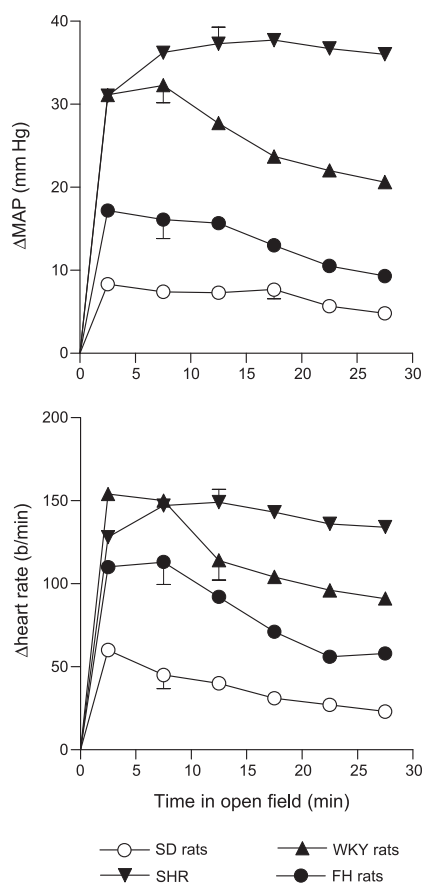 40
30
20
10
0
ΔMAP (mm Hg)
0 5 10 15 20 25 30
200
150
100
50
0
Δheart rate (b/min)
0 5 10 15 20 25 30
Time in open field (min)
SD rats WKY rats
SHR FH rats